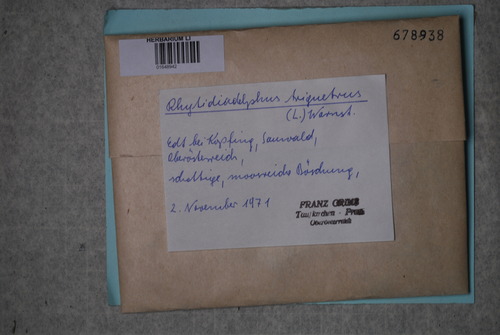 HERBARIUM LI
678938
Rhytidiadelphus triquetrus
(L.) Warnst.
Edt bei Kopfing, Sauwald,
Oberösterreich,
schattige, moosreiche Böschung,
2. November 1971
FRANZ GRIMS
Taufkirchen - Pram
Oberösterreich